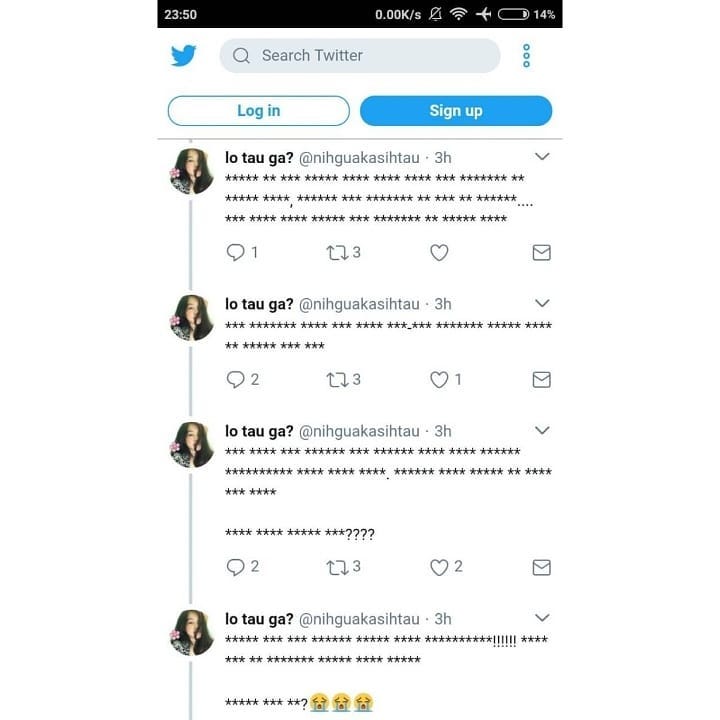 23:50
0.00K/s
14%
Search Twitter
Log in
Sign up
lo tau ga? @nihguakasihtau · 3h
***** ** *** ***** **** **** **** *** ******* **
***** ****, ****** *** ******* ** *** ** ******....
*** **** **** ***** *** ******* ** ***** ****
1 3
lo tau ga? @nihguakasihtau · 3h
*** ******* **** *** **** ***-*** ******* ***** ****
** ***** *** ***
2 3 1
lo tau ga? @nihguakasihtau · 3h
*** **** *** ****** *** ****** **** **** ******
********** **** **** ****. ****** **** ***** ** ****
*** ****
**** **** ***** ***????
2 3 2
lo tau ga? @nihguakasihtau · 3h
***** *** *** ****** ***** **** **********!!!!!! ****
*** ** ******* ***** **** *****
***** *** **?😭😭😭